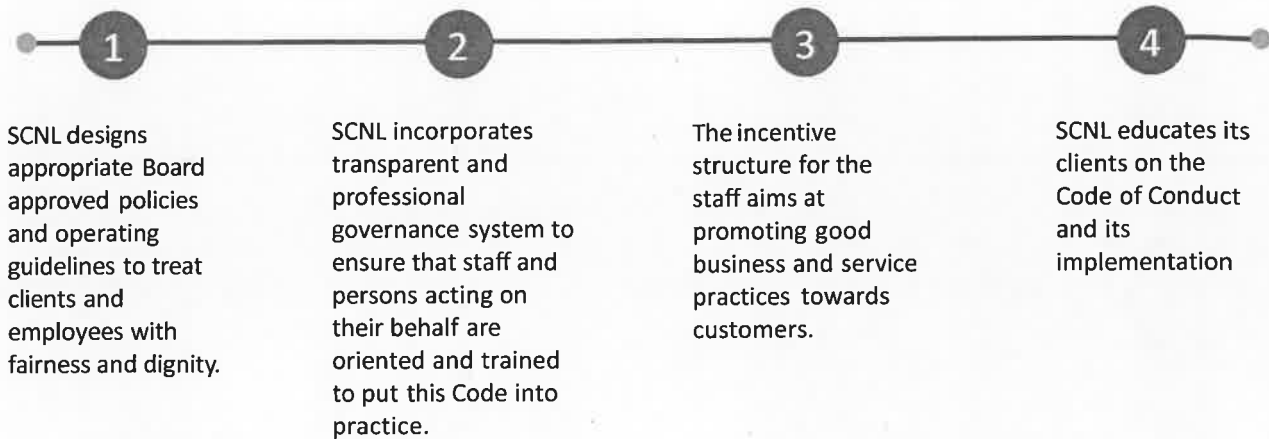 1
SCNL designs
appropriate Board
approved policies
and operating
guidelines to treat
clients and
employees with
fairness and dignity.
2
SCNL incorporates
transparent and
professional
governance system to
ensure that staff and
persons acting on
their behalf are
oriented and trained
to put this Code into
practice.
3
The incentive
structure for the
staff aims at
promoting good
business and service
practices towards
customers.
4
SCNL educates its
clients on the
Code of Conduct
and its
implementation